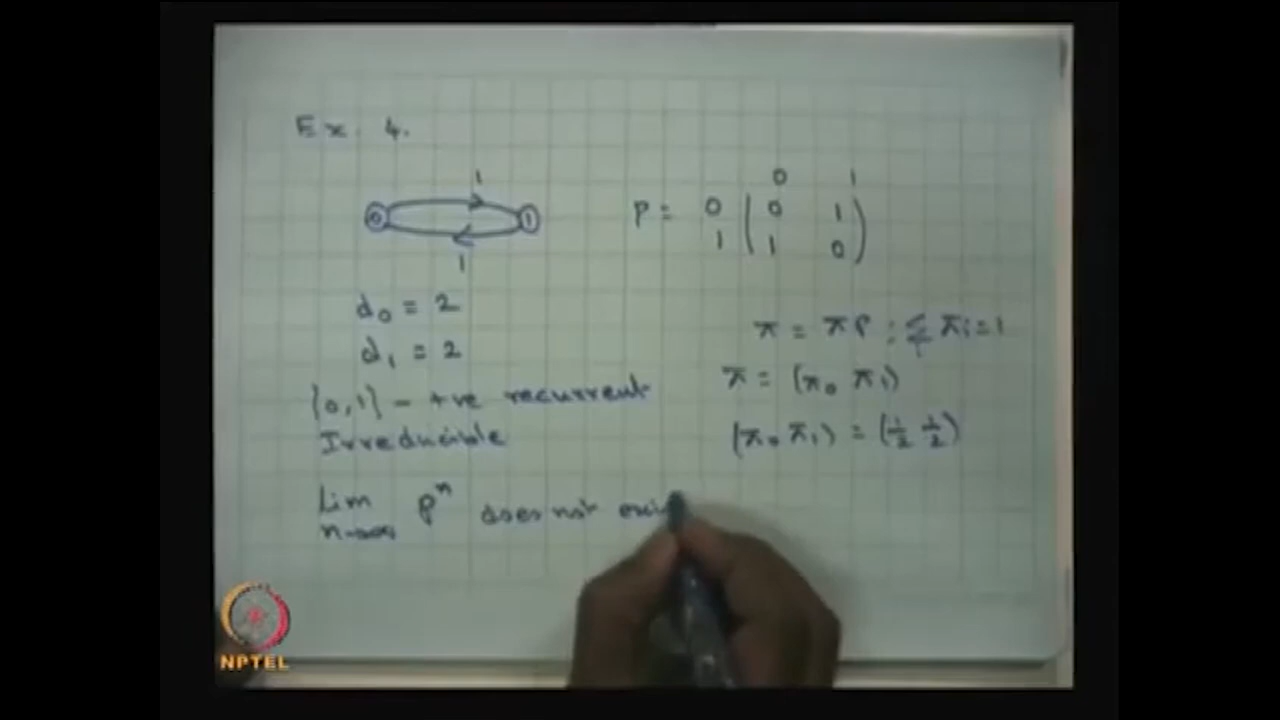 Ex. 4.
1
0 1
1
P = 0 1
0 ( 0 1 )
1 ( 1 0 )
d₀ = 2
d₁ = 2
{0,1} - +ve recurrent
Irreducible
Lim n→∞ Pⁿ does not exi
π = πP ; Σ πi = 1
π = (π₀ π₁)
(π₀ π₁) = (1/2 1/2)
NPTEL